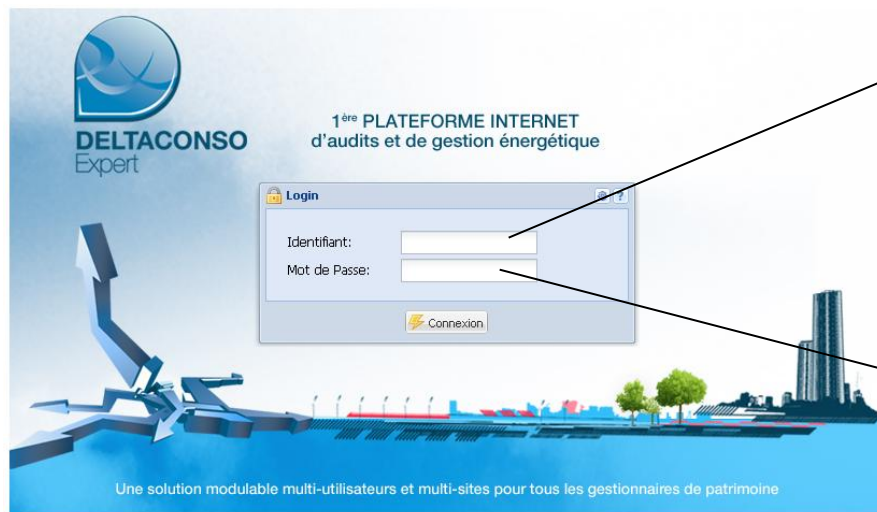 DELTACONSO
Expert
1ère PLATEFORME INTERNET
d'audits et de gestion énergétique
Login
?
Identifiant:
Mot de Passe:
Connexion
Une solution modulable multi-utilisateurs et multi-sites pour tous les gestionnaires de patrimoine